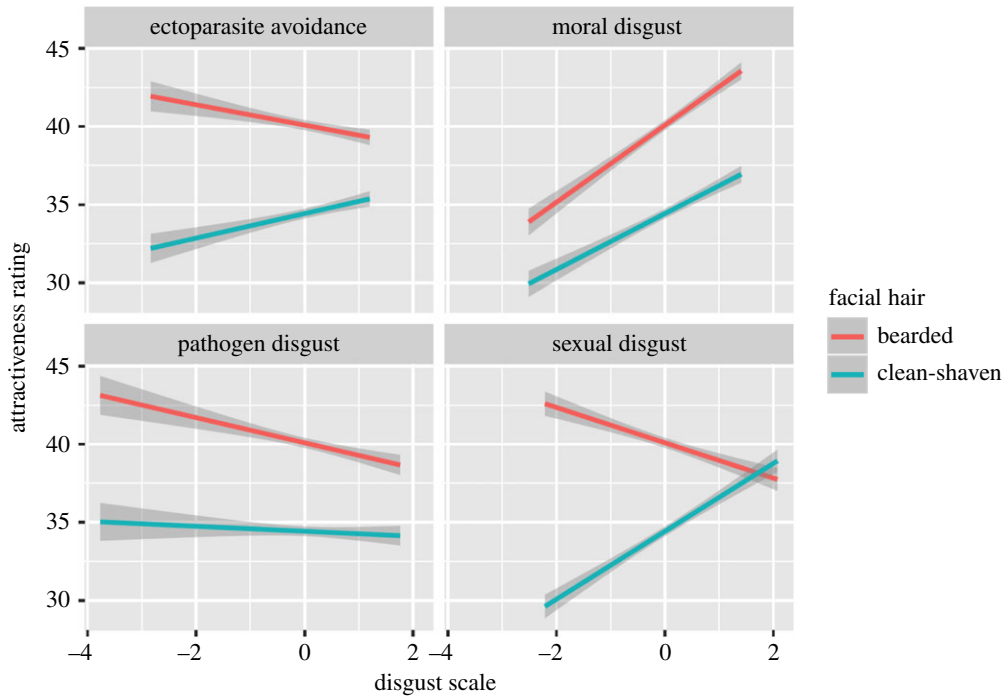 ectoparasite avoidance
moral disgust
45
40
35
30
pathogen disgust
sexual disgust
45
40
35
30
–4
–2
0
2
–4
–2
0
2
attractiveness rating
disgust scale
facial hair
bearded
clean-shaven